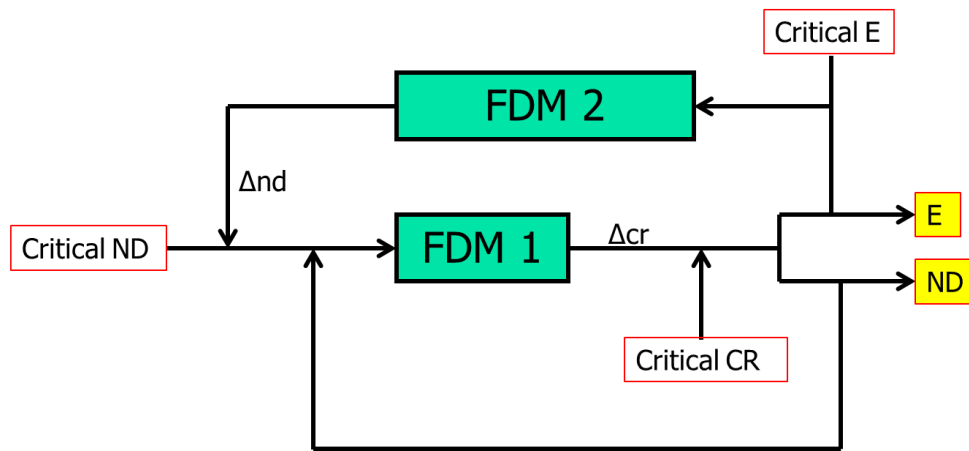 Critical E
FDM 2
Δnd
Critical ND
FDM 1
Δcr
E
ND
Critical CR